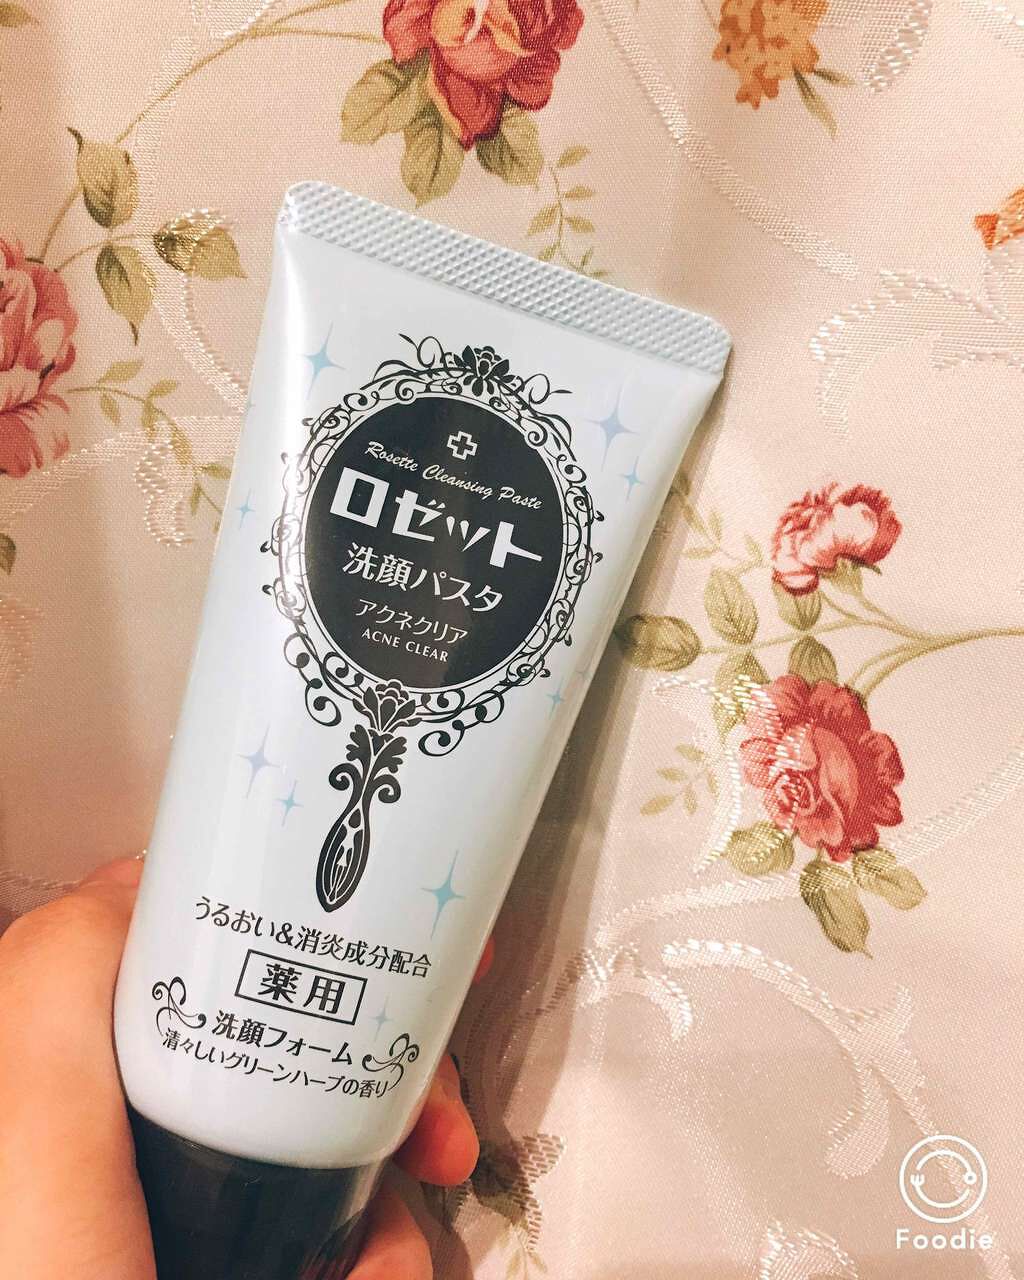 Rosette Cleansing Paste
ロゼット
洗顔パスタ
アクネクリア
ACNE CLEAR
うるおい&消炎成分配合
薬用
洗顔フォーム
清々しいグリーンハーブの香り
Foodie